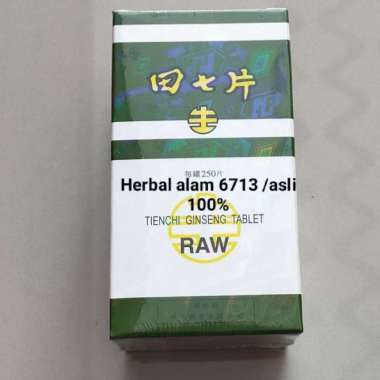 田七片
生
每罐250片
Herbal alam 6713 /asli
100%
TIENCHI GINSENG TABLET
RAW